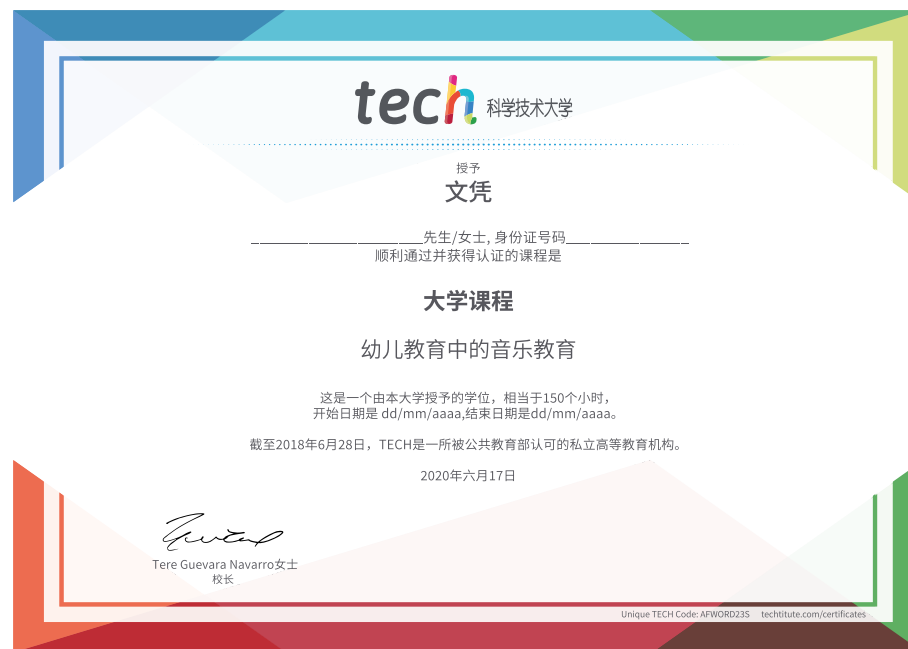 tech 科学技术大学
授予
文凭
______________________先生/女士, 身份证号码________________
顺利通过并获得认证的课程是
大学课程
幼儿教育中的音乐教育
这是一个由本大学授予的学位，相当于150个小时，
开始日期是 dd/mm/aaaa,结束日期是dd/mm/aaaa。
截至2018年6月28日，TECH是一所被公共教育部认可的私立高等教育机构。
2020年六月17日
Tere Guevara Navarro女士
校长
Unique TECH Code: AFWORD23S techtitute.com/certificates